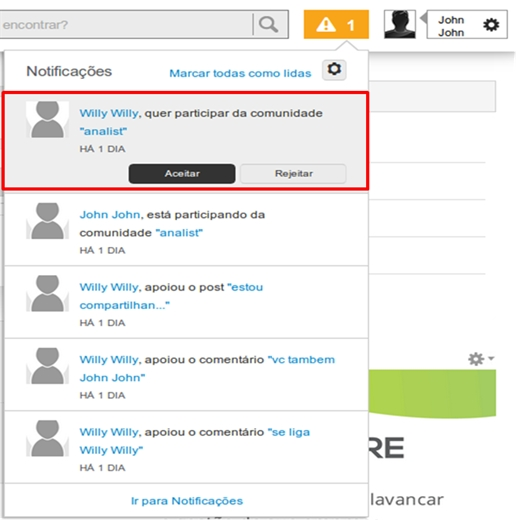 encontrar?
1
John
John
Notificações
Marcar todas como lidas
Willy Willy, quer participar da comunidade
"analist"
HÁ 1 DIA
Aceitar
Rejeitar
John John, está participando da
comunidade "analist"
HÁ 1 DIA
Willy Willy, apoiou o post "estou
compartilhan..."
HÁ 1 DIA
Willy Willy, apoiou o comentário "vc tambem
John John"
HÁ 1 DIA
Willy Willy, apoiou o comentário "se liga
Willy Willy"
HÁ 1 DIA
Ir para Notificações
RE
lavancar